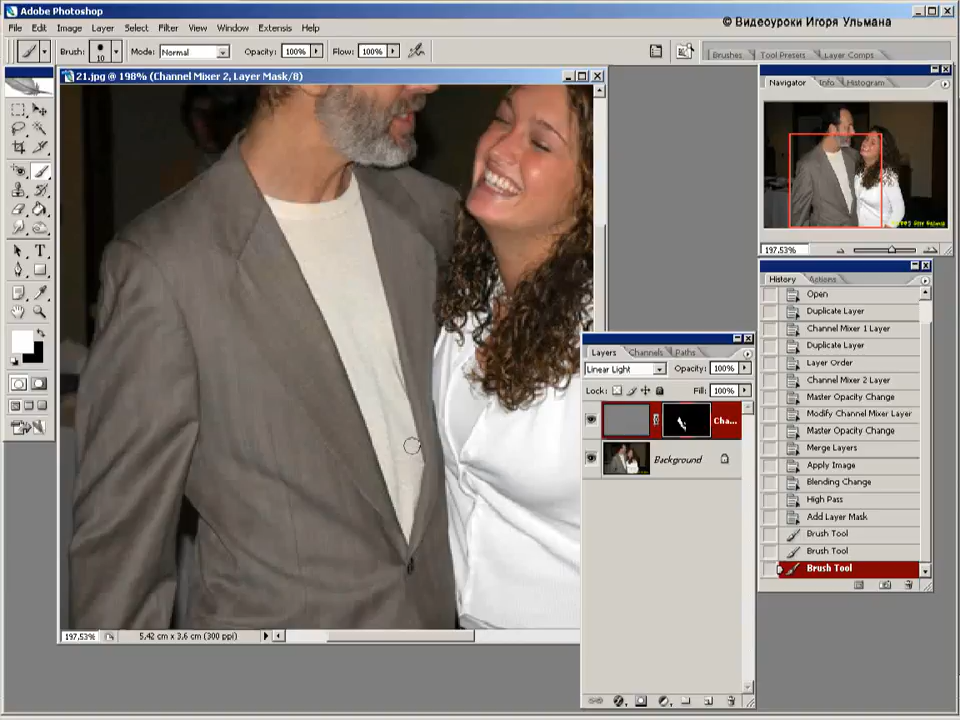 Adobe Photoshop
© Видеоуроки Игоря Ульмана
File Edit Image Layer Select Filter View Window Extensis Help
Brush: 10 Mode: Normal Opacity: 100% Flow: 100% Brushes Tool Presets Layer Comps
21.jpg @ 198% (Channel Mixer 2, Layer Mask/8)
Navigator Info Histogram
197,53%
History Actions
Open
Duplicate Layer
Channel Mixer 1 Layer
Duplicate Layer
Layer Order
Channel Mixer 2 Layer
Master Opacity Change
Modify Channel Mixer Layer
Master Opacity Change
Merge Layers
Apply Image
Blending Change
High Pass
Add Layer Mask
Brush Tool
Brush Tool
Brush Tool
Layers Channels Paths
Linear Light Opacity: 100%
Lock: Fill: 100%
Cha...
Background
197,53% 5,42 cm x 3,6 cm (300 ppi)